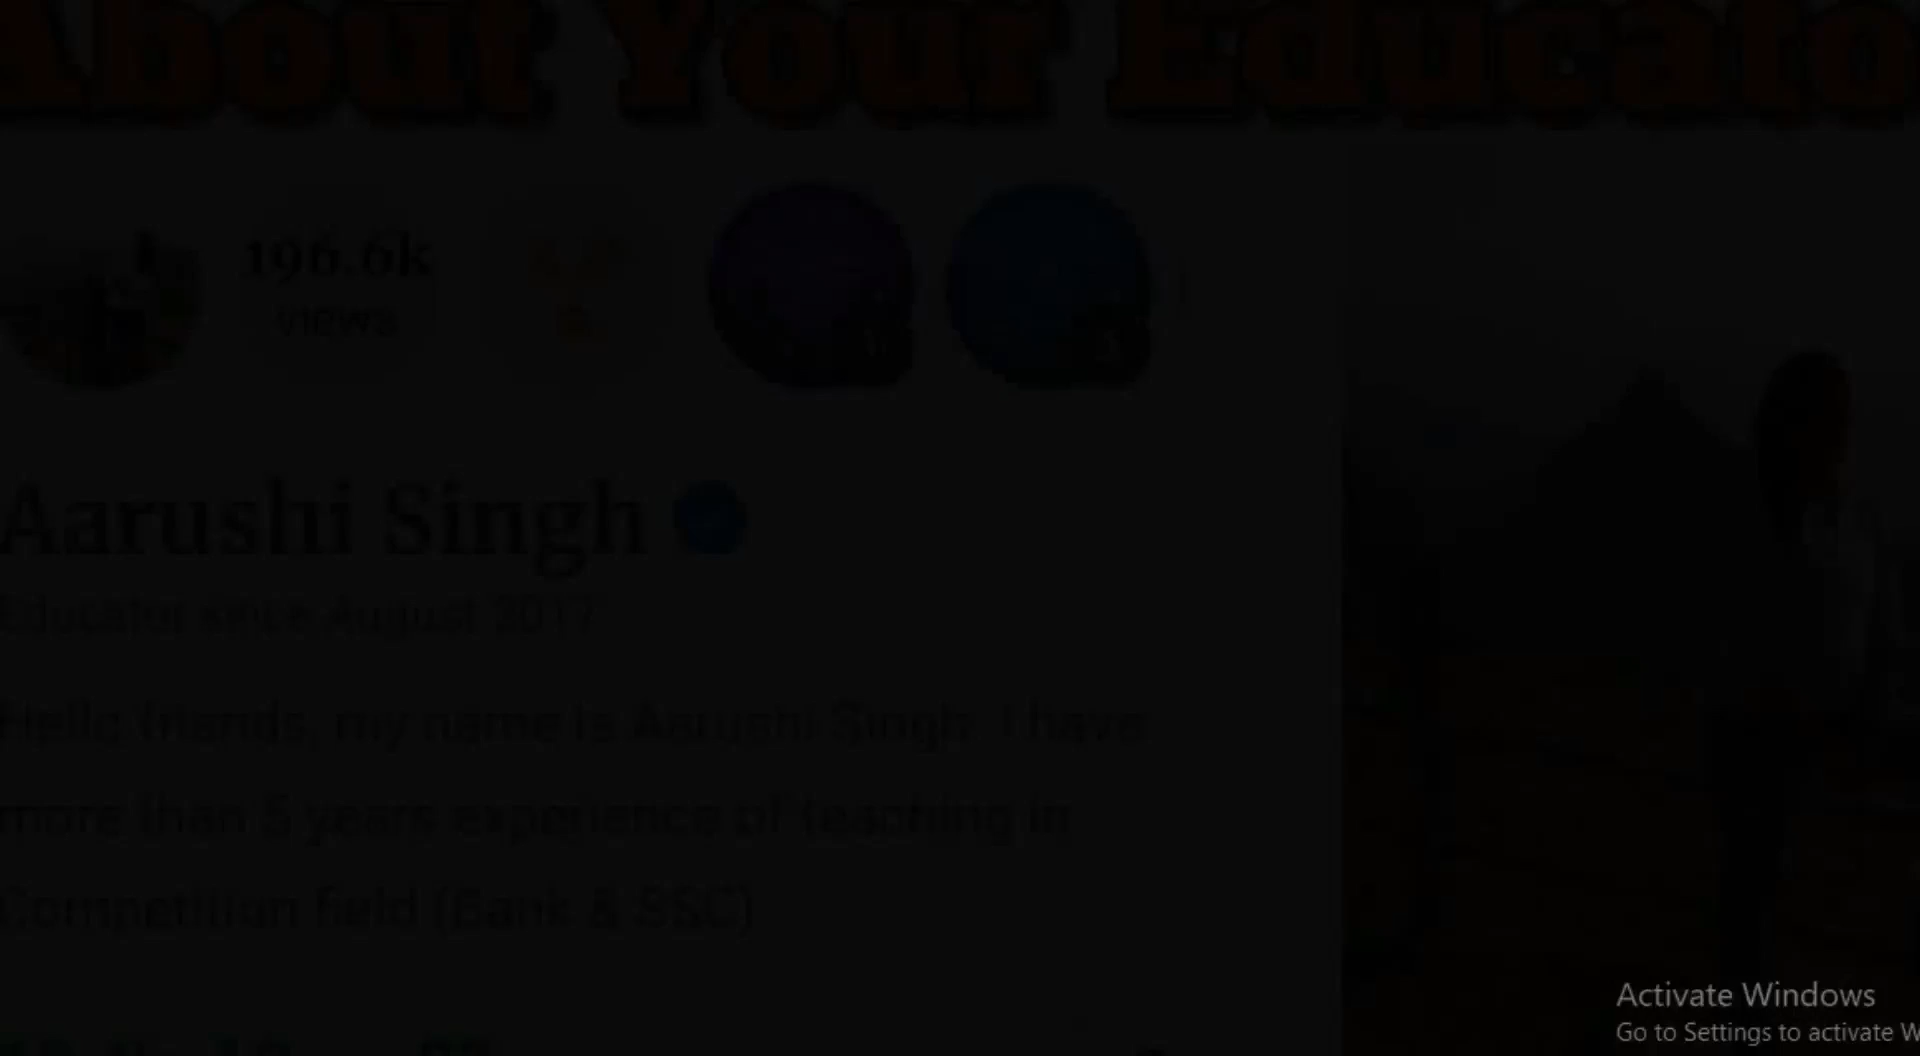 About Your Educato
196.6k
views
Aarushi Singh
Educator since August 2017
Hello friends, my name is Aarushi Singh. I have
more than 5 years experience of teaching in
Competition field (Bank & SSC)
Activate Windows
Go to Settings to activate W